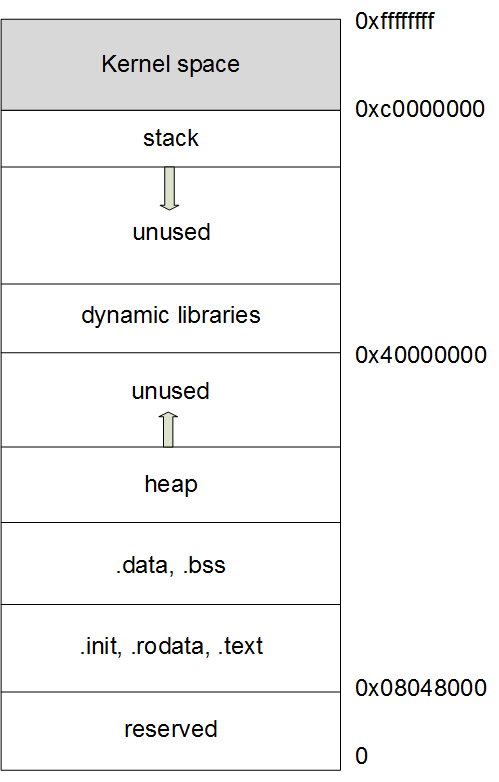 0xffffffff
Kernel space
0xc0000000
stack
unused
dynamic libraries
0x40000000
unused
heap
.data, .bss
.init, .rodata, .text
0x08048000
reserved
0